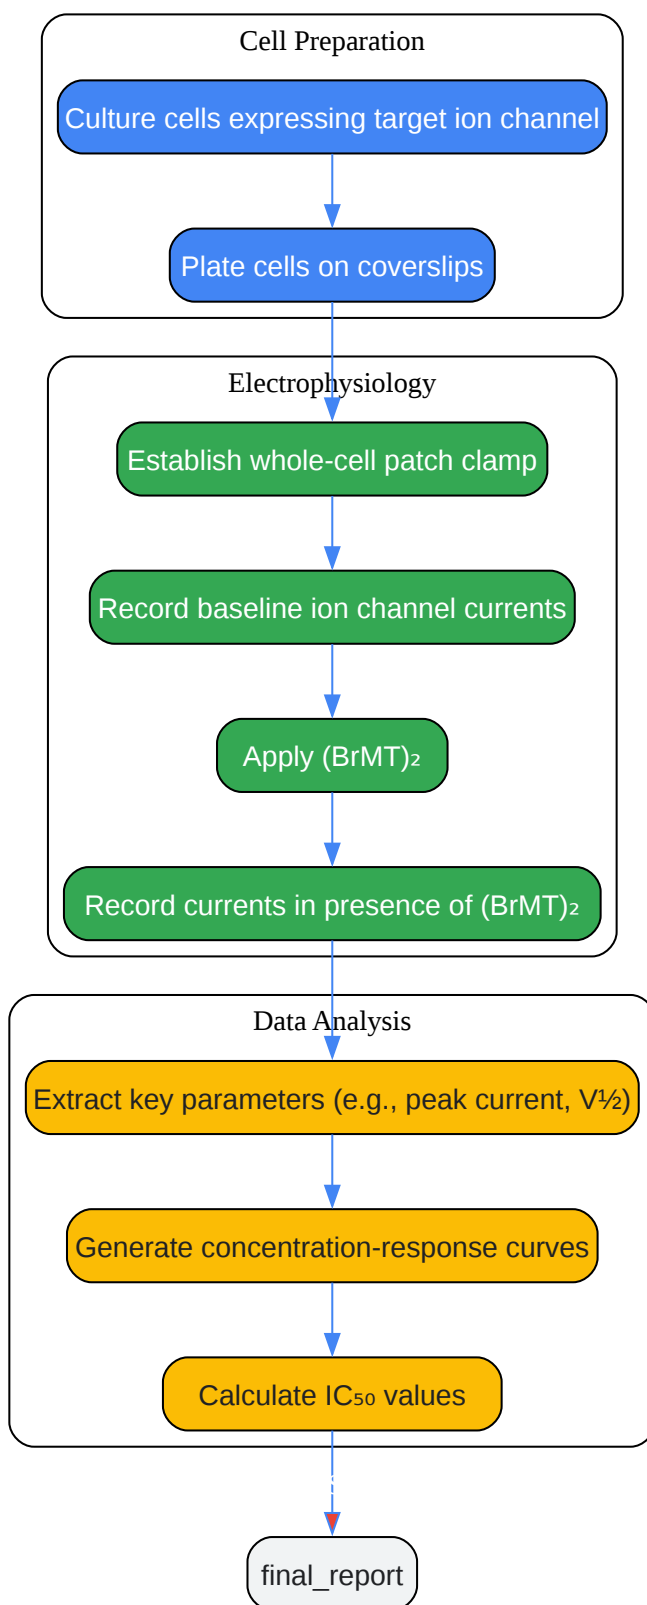 Cell Preparation
Culture cells expressing target ion channel
Plate cells on coverslips
Electrophysiology
Establish whole-cell patch clamp
Record baseline ion channel currents
Apply (BrMT)₂
Record currents in presence of (BrMT)₂
Data Analysis
Extract key parameters (e.g., peak current, V½)
Generate concentration-response curves
Calculate IC₅₀ values
final_report